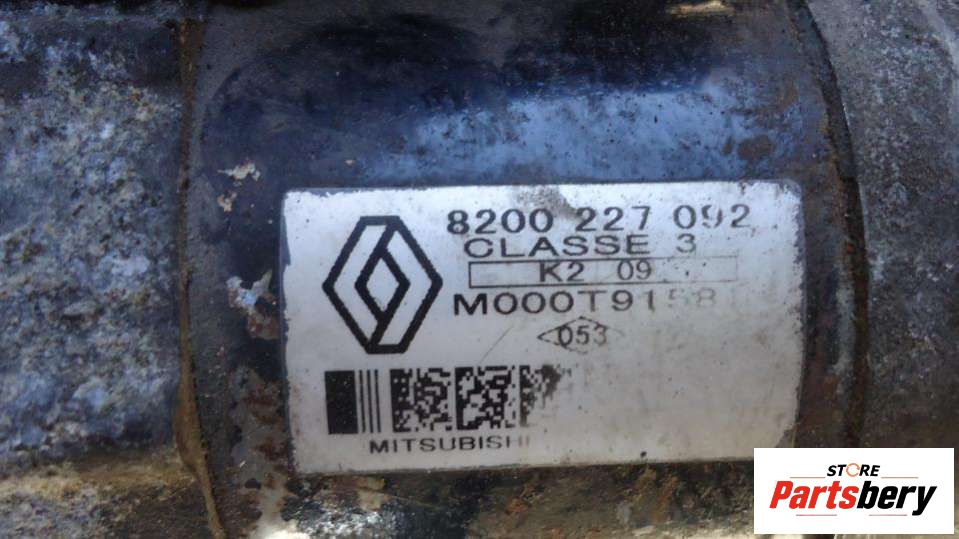 8200 227 092
CLASSE 3
K2 09
M000T9158
053
MITSUBISHI
STORE
Partsbery